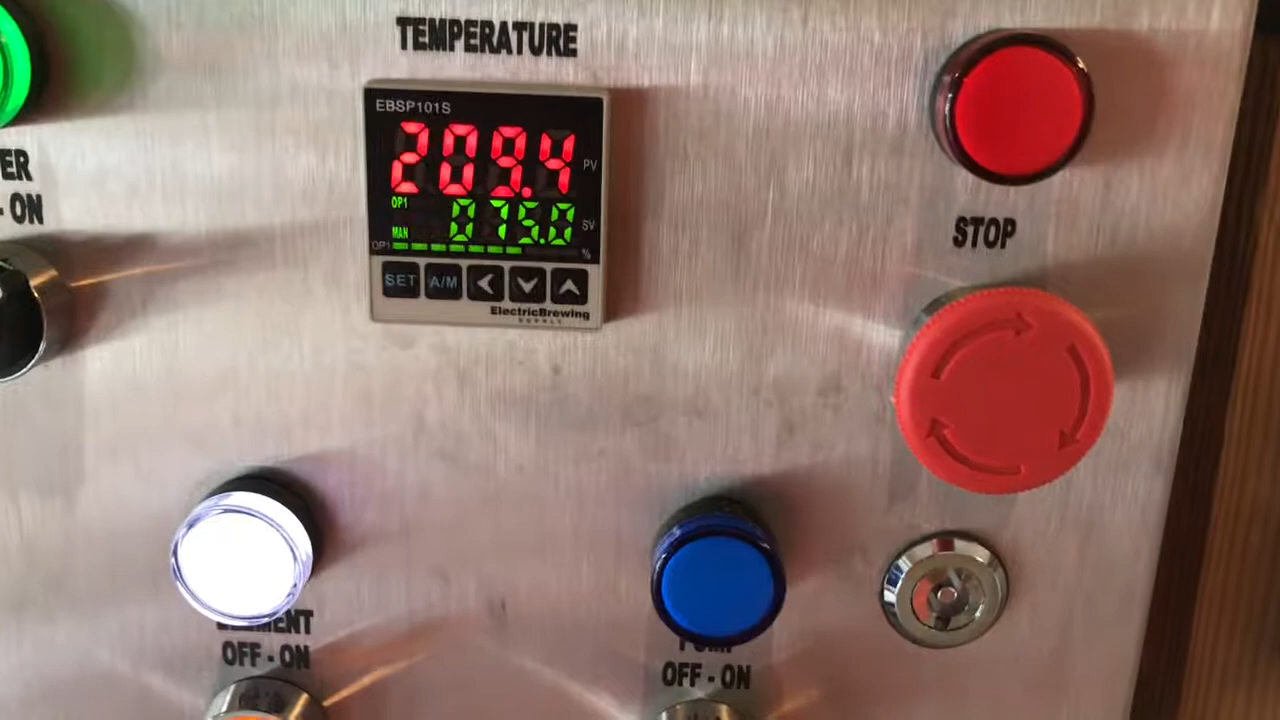 TEMPERATURE
EBSP101S
209.4 PV
OP1
MAN 075.0 SV
OP1 %
SET A/M
ElectricBrewing
SUPPLY
ER
- ON
STOP
ELEMENT
OFF - ON
PUMP
OFF - ON